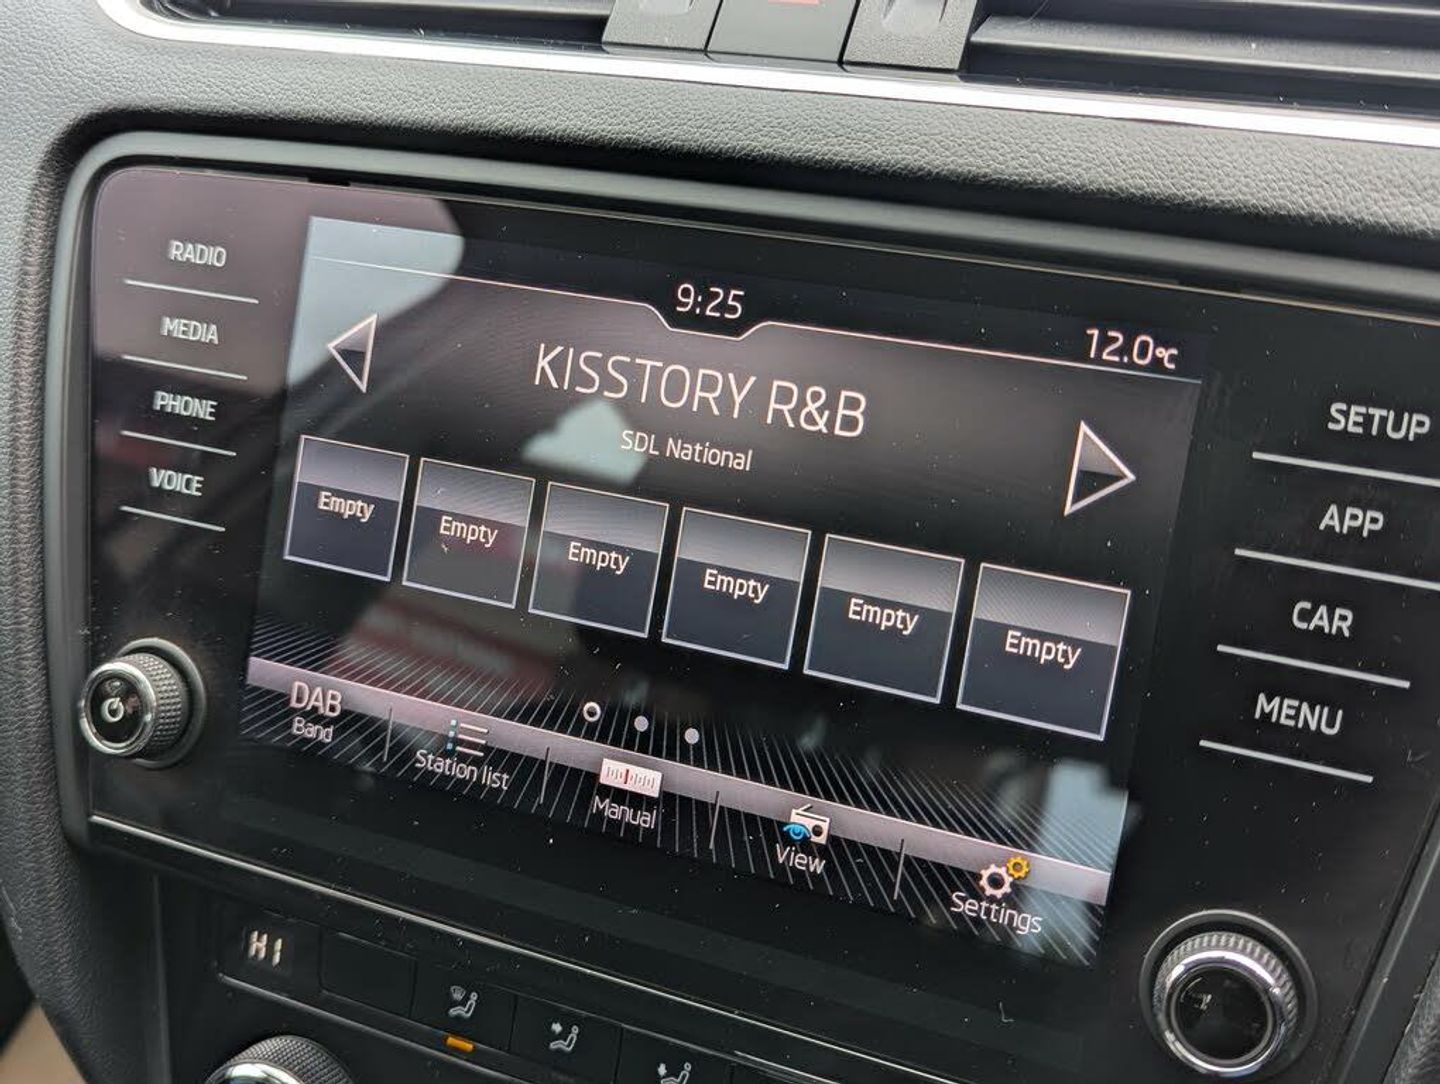 RADIO
MEDIA
PHONE
VOICE
9:25
12.0°C
KISSTORY R&B
SDL National
Empty
Empty
Empty
Empty
Empty
Empty
DAB
Band
Station list
Manual
View
Settings
SETUP
APP
CAR
MENU
HI